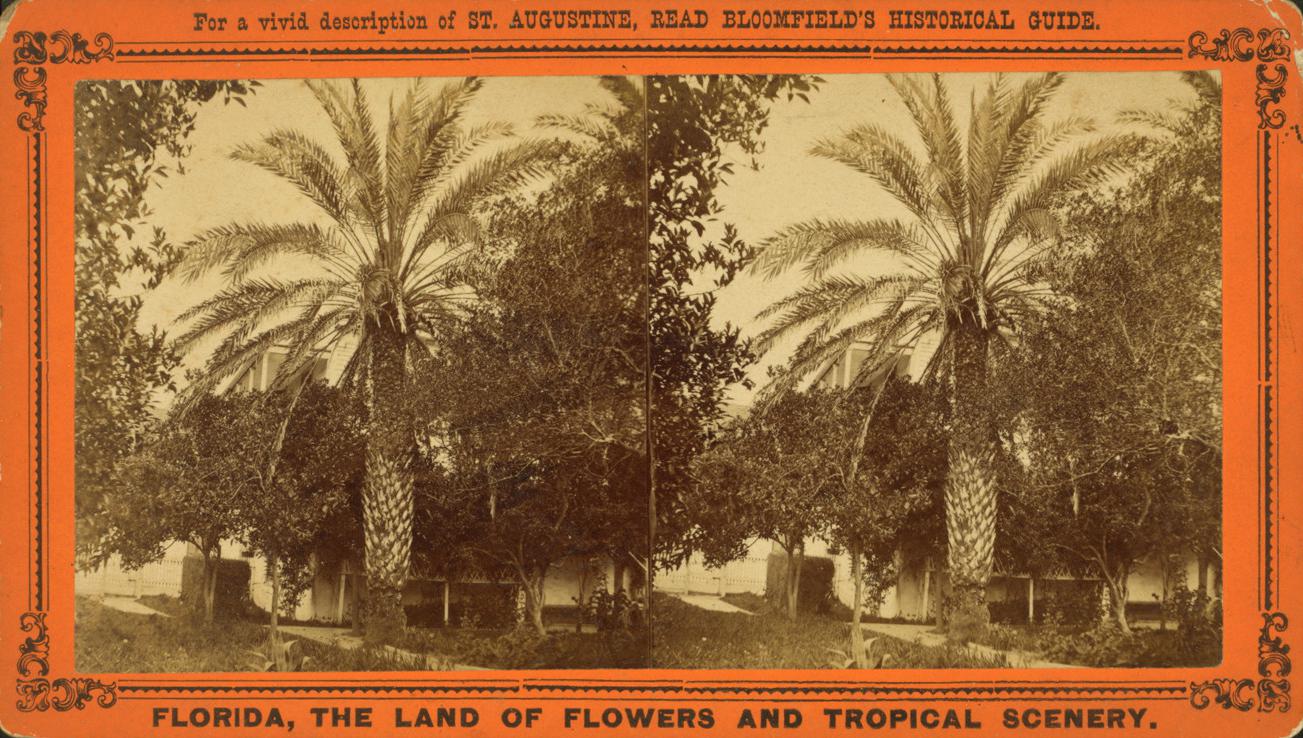 For a vivid description of ST. AUGUSTINE, READ BLOOMFIELD'S HISTORICAL GUIDE.
FLORIDA, THE LAND OF FLOWERS AND TROPICAL SCENERY.